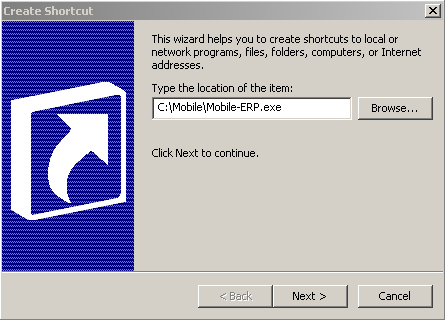 Create Shortcut
This wizard helps you to create shortcuts to local or
network programs, files, folders, computers, or Internet
addresses.
Type the location of the item:
C:\Mobile\Mobile-ERP.exe
Browse...
Click Next to continue.
< Back
Next >
Cancel